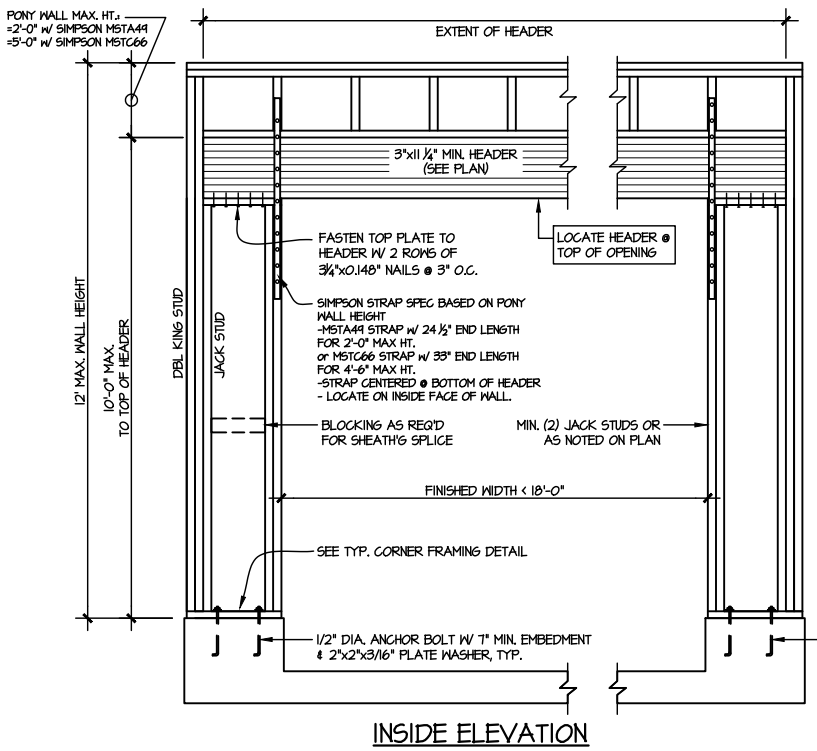 PONY WALL MAX. HT.:
=2'-0" W/ SIMPSON MSTA49
=5'-0" W/ SIMPSON MSTC66
EXTENT OF HEADER
3"x11 1/4" MIN. HEADER
(SEE PLAN)
FASTEN TOP PLATE TO
HEADER W/ 2 ROWS OF
3 1/4"x0.148" NAILS @ 3" O.C.
LOCATE HEADER @
TOP OF OPENING
SIMPSON STRAP SPEC BASED ON PONY
WALL HEIGHT
-MSTA49 STRAP W/ 24 1/2" END LENGTH
FOR 2'-0" MAX HT.
or MSTC66 STRAP W/ 33" END LENGTH
FOR 4'-6" MAX HT.
-STRAP CENTERED @ BOTTOM OF HEADER
- LOCATE ON INSIDE FACE OF WALL.
12' MAX. WALL HEIGHT
10'-0" MAX.
TO TOP OF HEADER
DBL KING STUD
JACK STUD
BLOCKING AS REQ'D
FOR SHEATH'G SPLICE
MIN. (2) JACK STUDS OR
AS NOTED ON PLAN
FINISHED WIDTH < 18'-0"
SEE TYP. CORNER FRAMING DETAIL
1/2" DIA. ANCHOR BOLT W/ 7" MIN. EMBEDMENT
& 2"x2"x3/16" PLATE WASHER, TYP.
INSIDE ELEVATION